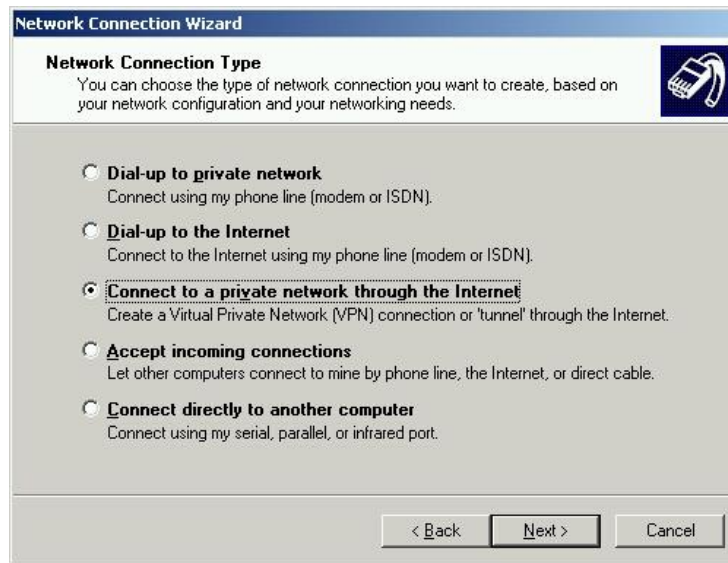 Network Connection Wizard
Network Connection Type
You can choose the type of network connection you want to create, based on
your network configuration and your networking needs.
Dial-up to private network
Connect using my phone line (modem or ISDN).
Dial-up to the Internet
Connect to the Internet using my phone line (modem or ISDN).
Connect to a private network through the Internet
Create a Virtual Private Network (VPN) connection or 'tunnel' through the Internet.
Accept incoming connections
Let other computers connect to mine by phone line, the Internet, or direct cable.
Connect directly to another computer
Connect using my serial, parallel, or infrared port.
< Back Next > Cancel